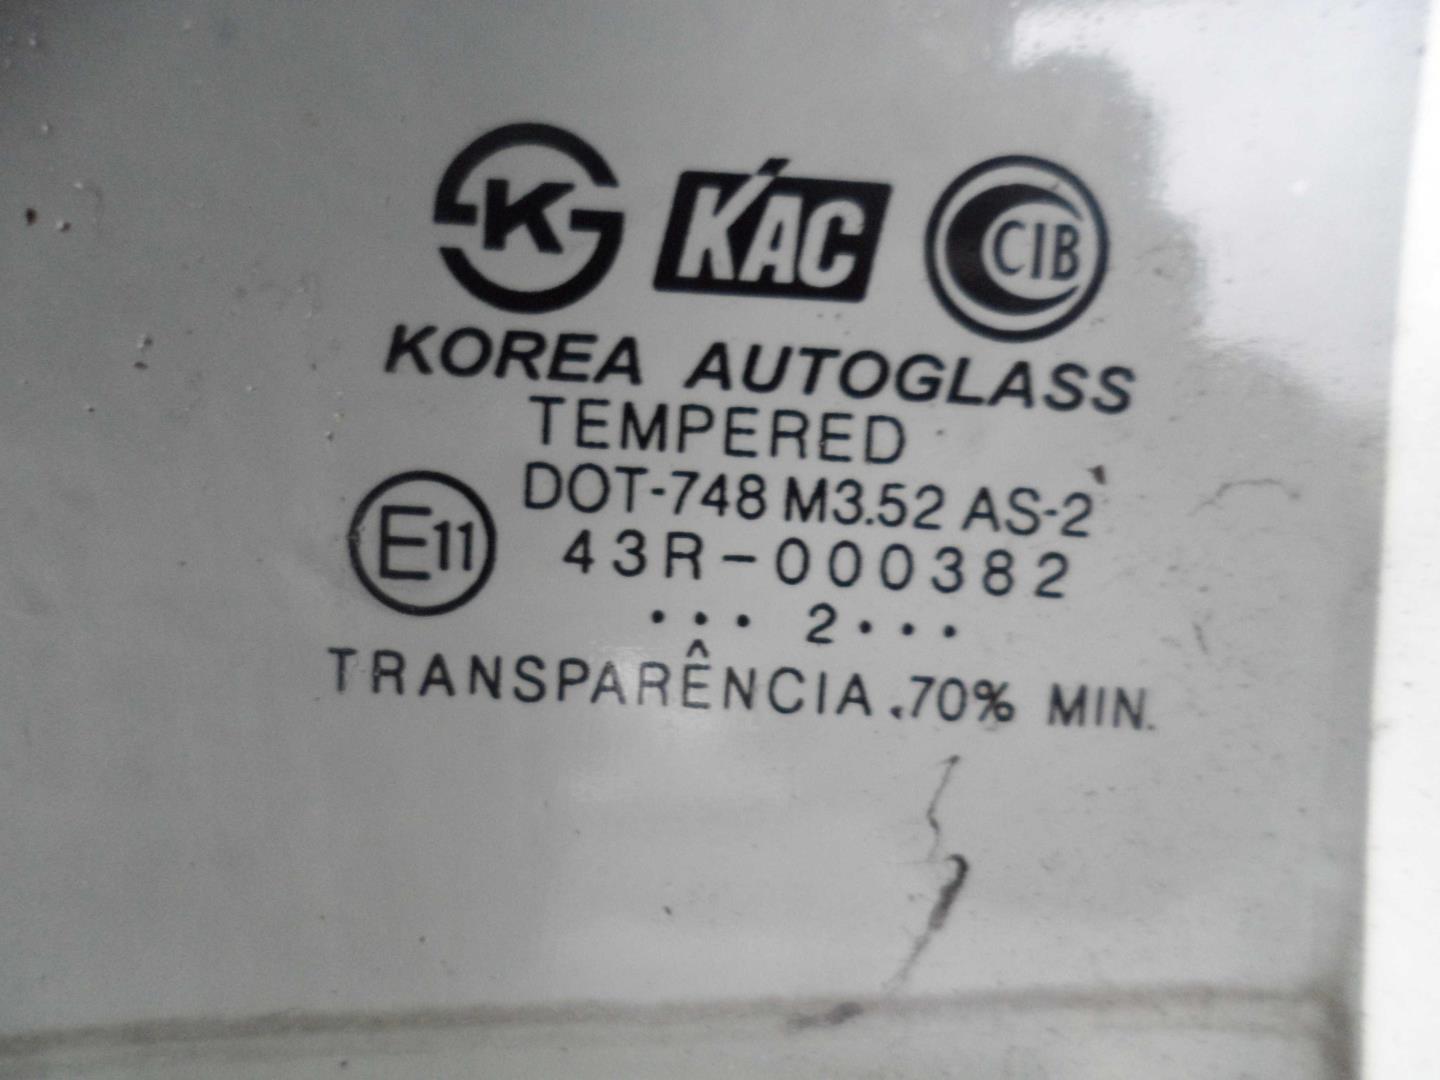 K KAC CIB
KOREA AUTOGLASS
TEMPERED
DOT-748 M3.52 AS-2
E11 43R-000382
··· 2···
TRANSPARÊNCIA .70% MIN.